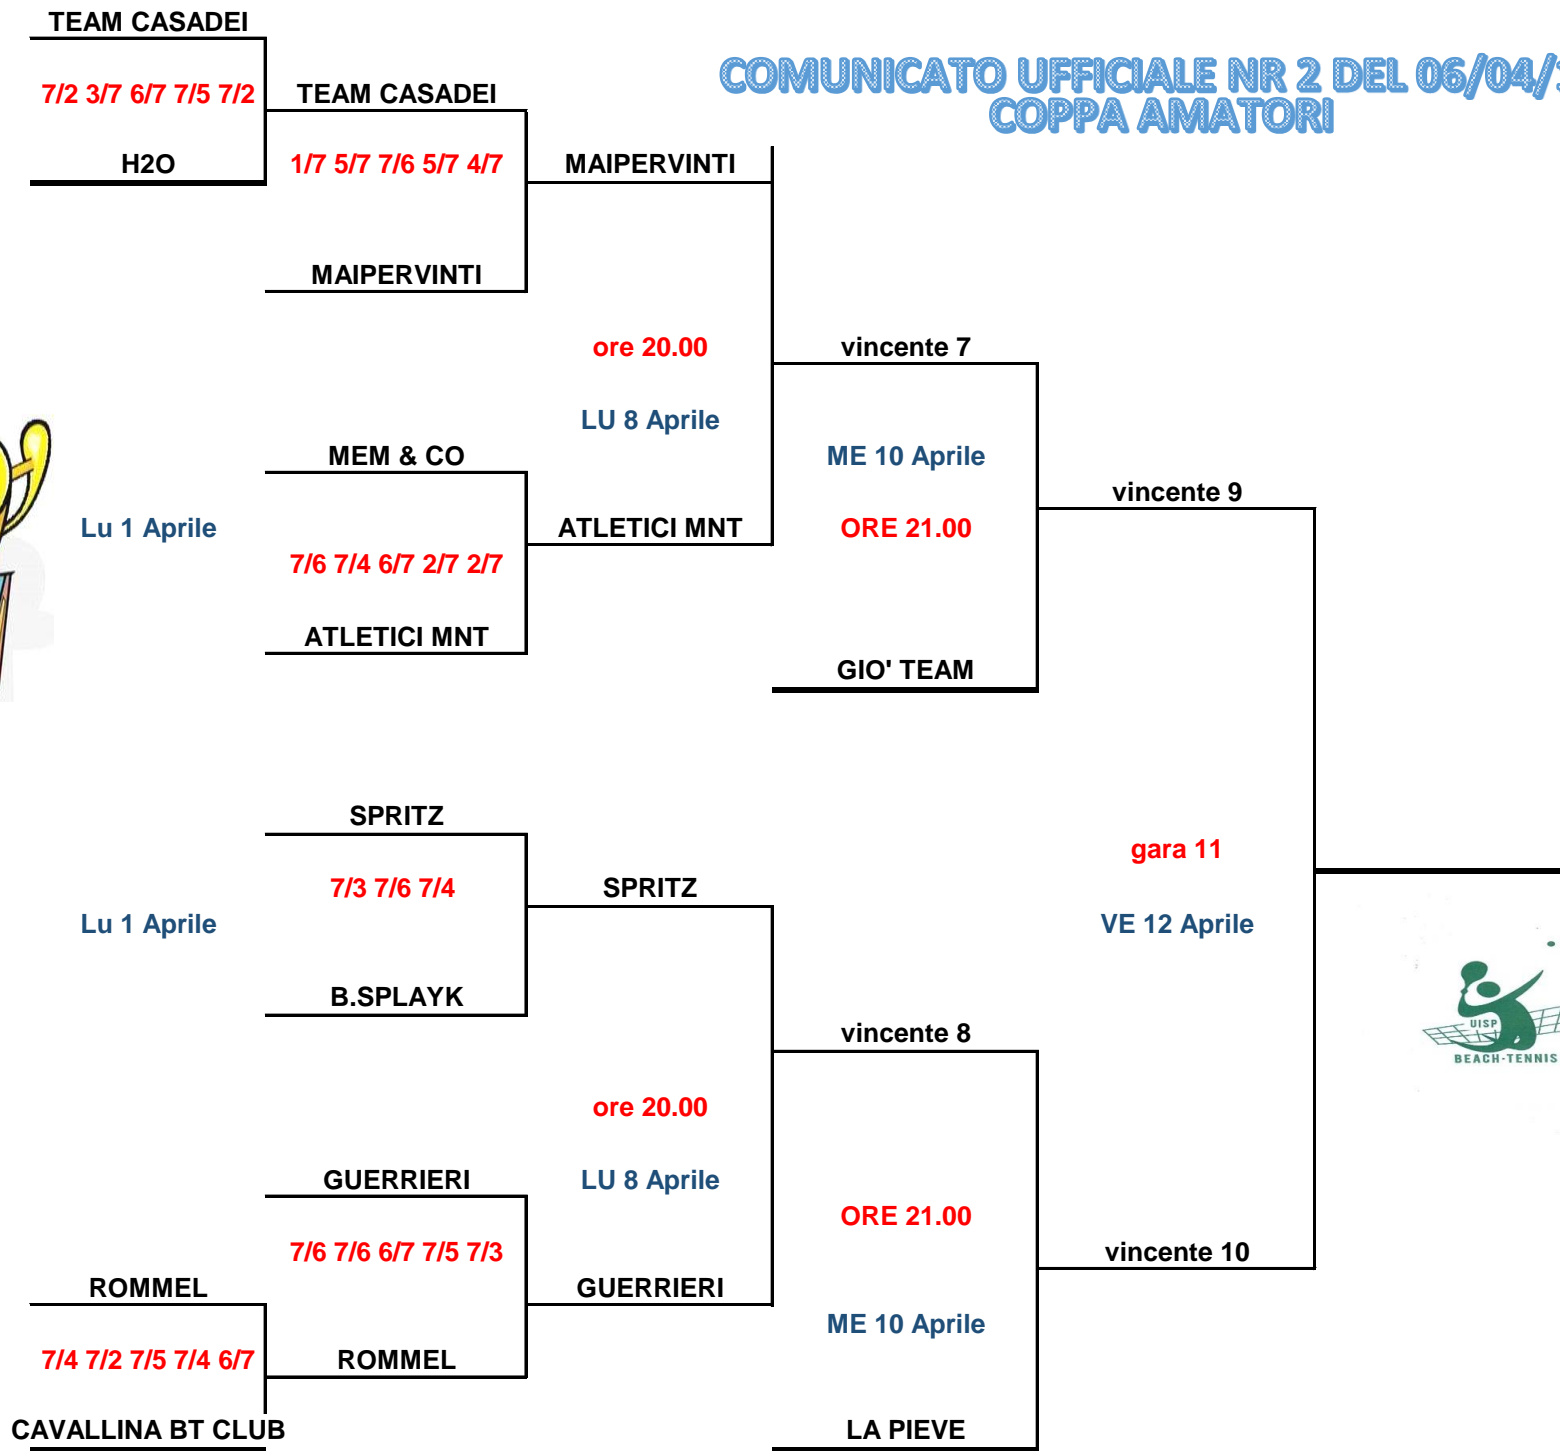 TEAM CASADEI
COMUNICATO UFFICIALE NR 2 DEL 06/04/
COPPA AMATORI
7/2 3/7 6/7 7/5 7/2
TEAM CASADEI
H2O
1/7 5/7 7/6 5/7 4/7
MAIPERVINTI
MAIPERVINTI
ore 20.00
vincente 7
LU 8 Aprile
MEM & CO
ME 10 Aprile
vincente 9
Lu 1 Aprile
ATLETICI MNT
ORE 21.00
7/6 7/4 6/7 2/7 2/7
ATLETICI MNT
GIO' TEAM
SPRITZ
gara 11
7/3 7/6 7/4
SPRITZ
Lu 1 Aprile
VE 12 Aprile
B.SPLAYK
vincente 8
UISP
BEACH-TENNIS
ore 20.00
GUERRIERI
LU 8 Aprile
ORE 21.00
7/6 7/6 6/7 7/5 7/3
vincente 10
ROMMEL
GUERRIERI
ME 10 Aprile
7/4 7/2 7/5 7/4 6/7
ROMMEL
CAVALLINA BT CLUB
LA PIEVE